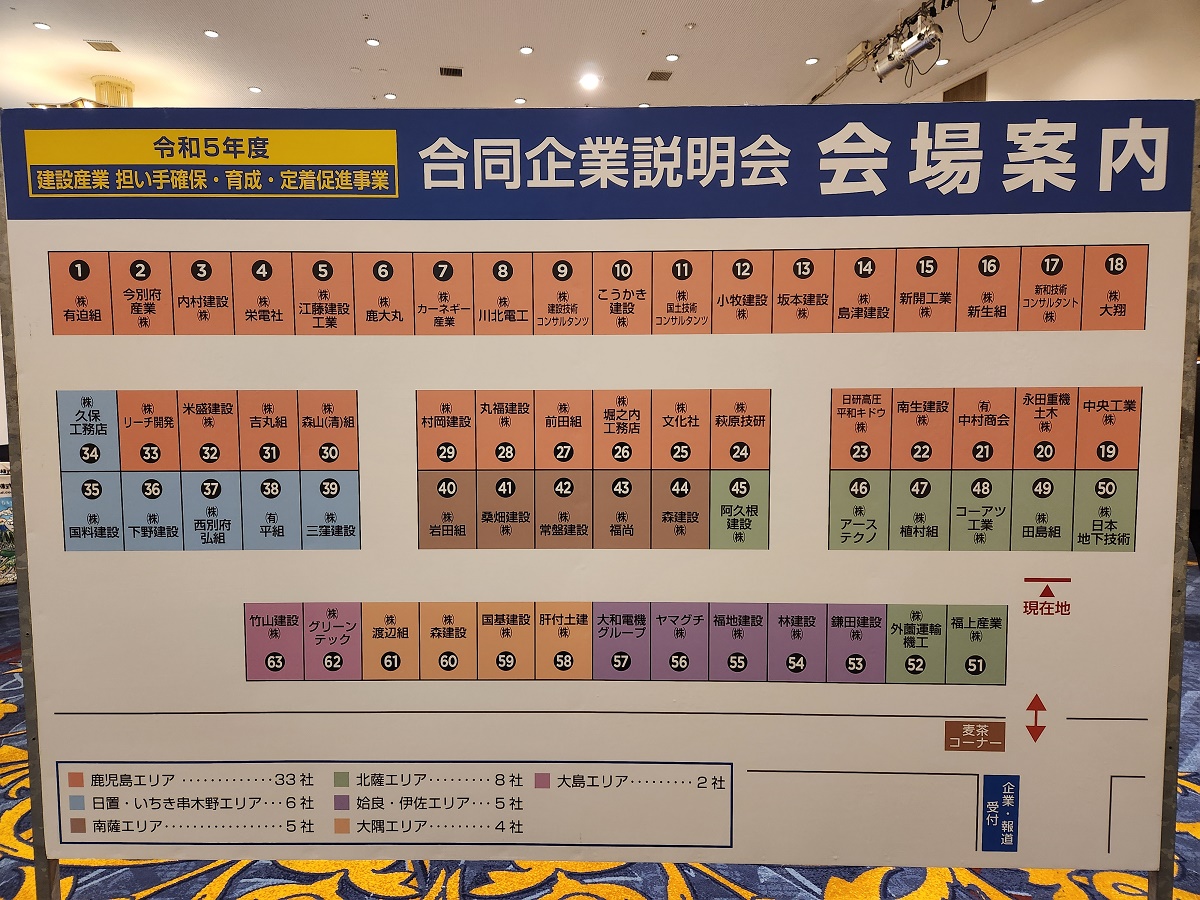 令和5年度
建設産業 担い手確保・育成・定着促進事業
合同企業説明会 会場案内
1
㈱
有迫組
2
今別府
産業
㈱
3
内村建設
㈱
4
㈱
栄電社
5
㈱
江藤建設
工業
6
㈱
鹿大丸
7
㈱
カーネギー
産業
8
㈱
川北電工
9
㈱
建設技術
コンサルタンツ
10
こうかき
建設
㈱
11
㈱
国土技術
コンサルタンツ
12
小牧建設
㈱
13
坂本建設
㈱
14
㈱
島津建設
15
新開工業
㈱
16
㈱
新生組
17
新和技術
コンサルタント
㈱
18
㈱
大翔
㈱
久保
工務店
34
㈱
リーチ開発
33
米盛建設
㈱
32
㈱
吉丸組
31
㈱
森山(清)組
30
35
㈱
国料建設
36
㈱
下野建設
37
㈱
西別府
弘組
38
㈲
平組
39
㈱
三窪建設
㈱
村岡建設
29
丸福建設
㈱
28
㈱
前田組
27
㈱
堀之内
工務店
26
㈱
文化社
25
㈱
萩原技研
24
40
㈱
岩田組
41
桑畑建設
㈱
42
㈱
常盤建設
43
㈱
福尚
44
森建設
㈱
45
阿久根
建設
㈱
日研高圧
平和キドウ
㈱
23
南生建設
㈱
22
㈲
中村商会
21
永田重機
土木
㈱
20
中央工業
㈱
19
46
㈱
アース
テクノ
47
㈱
植村組
48
コーアツ
工業
㈱
49
㈱
田島組
50
㈱
日本
地下技術
現在地
竹山建設
㈱
63
㈱
グリーン
テック
62
㈱
渡辺組
61
㈱
森建設
60
国基建設
㈱
59
肝付土建
㈱
58
大和電機
グループ
57
ヤマグチ
㈱
56
福地建設
㈱
55
林建設
㈱
54
鎌田建設
㈱
53
㈱
外薗運輸
機工
52
福上産業
㈱
51
麦茶
コーナー
企業・報道
受付
鹿児島エリア ············33 社
日置・いちき串木野エリア···6 社
南薩エリア··················5 社
北薩エリア·········8 社
姶良・伊佐エリア···5 社
大隅エリア·········4 社
大島エリア·········2 社